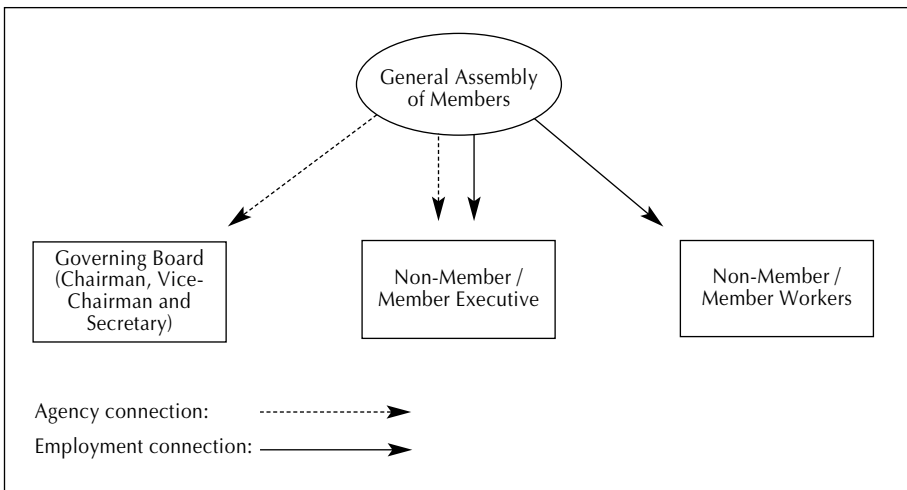 General Assembly
of Members
Governing Board
(Chairman, Vice-
Chairman and
Secretary)
Non-Member /
Member Executive
Non-Member /
Member Workers
Agency connection:
Employment connection: